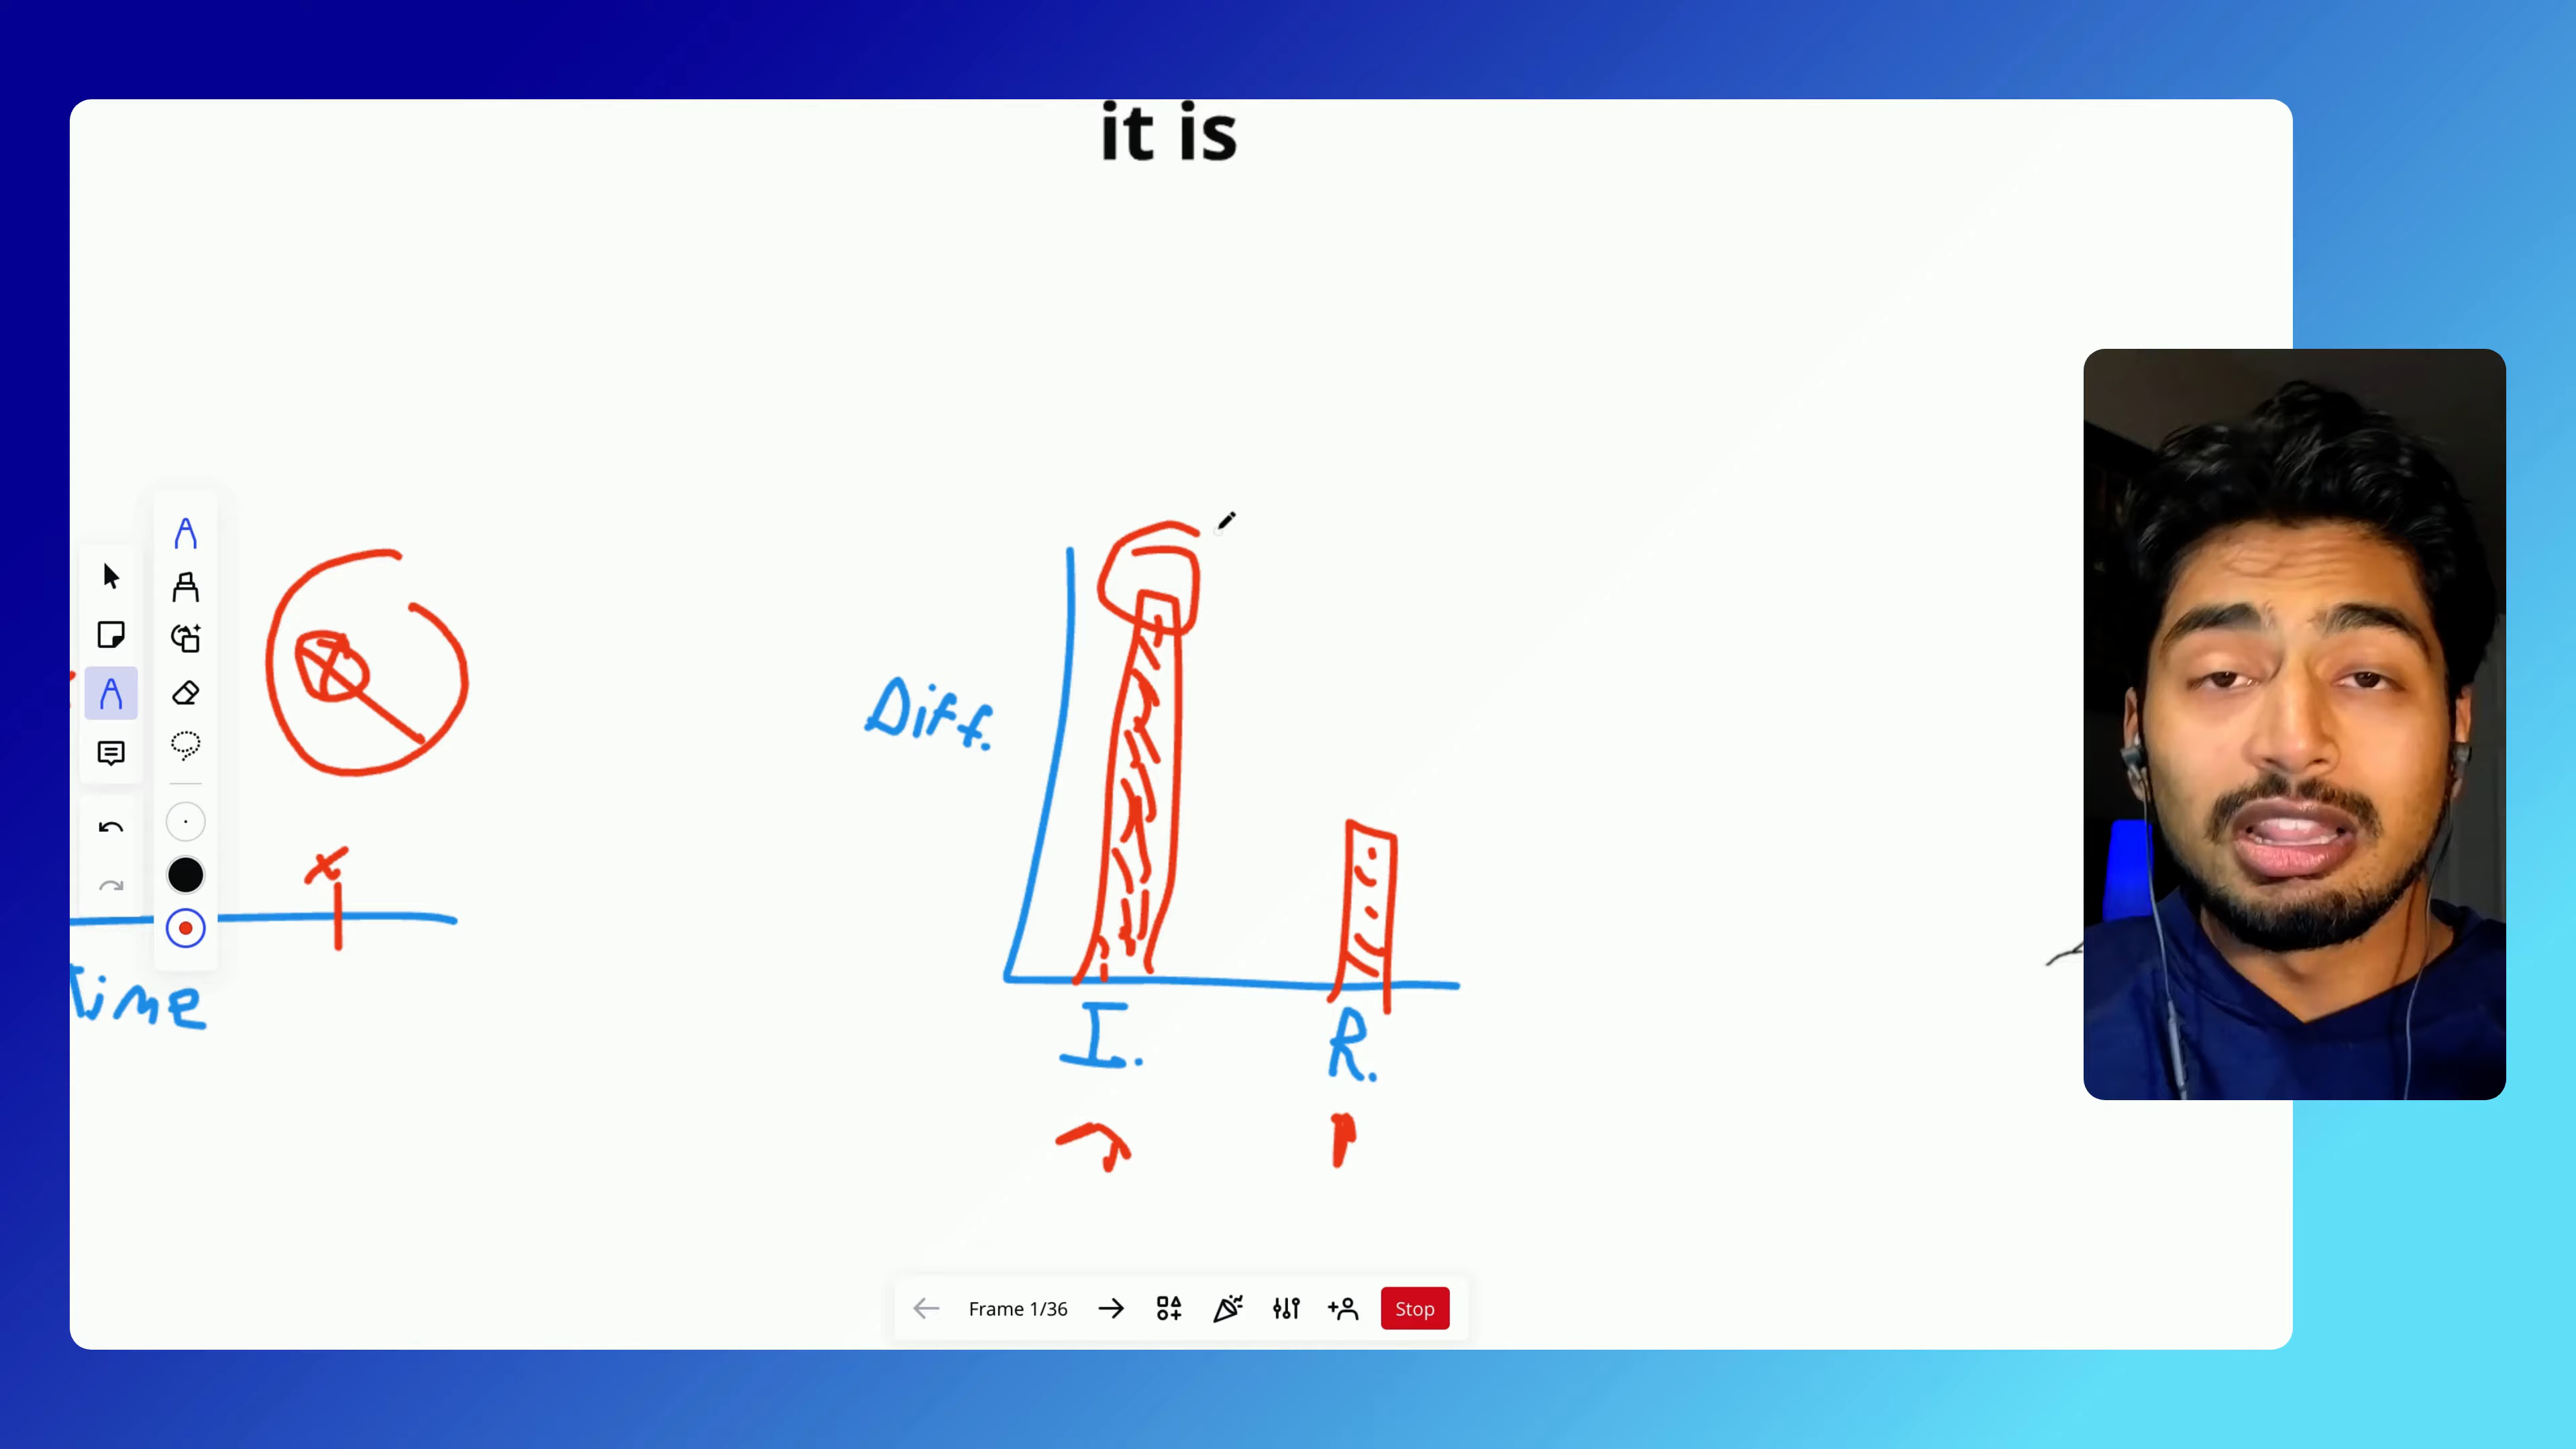 it is
Diff.
x
Time
I.
R.
Frame 1/36
Stop